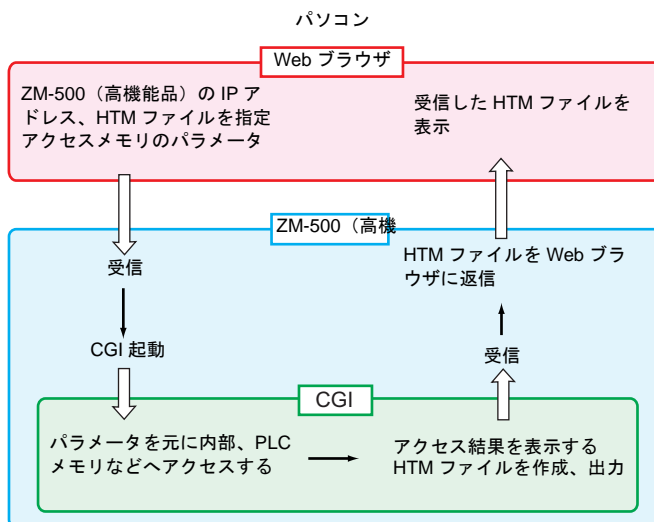 パソコン
Web ブラウザ
ZM-500（高機能品）の IP ア
ドレス、HTM ファイルを指定
アクセスメモリのパラメータ
受信した HTM ファイルを
表示
ZM-500（高機
受信
HTM ファイルを Web ブラ
ウザに返信
CGI 起動
受信
CGI
パラメータを元に内部、PLC
メモリなどへアクセスする
アクセス結果を表示する
HTM ファイルを作成、出力